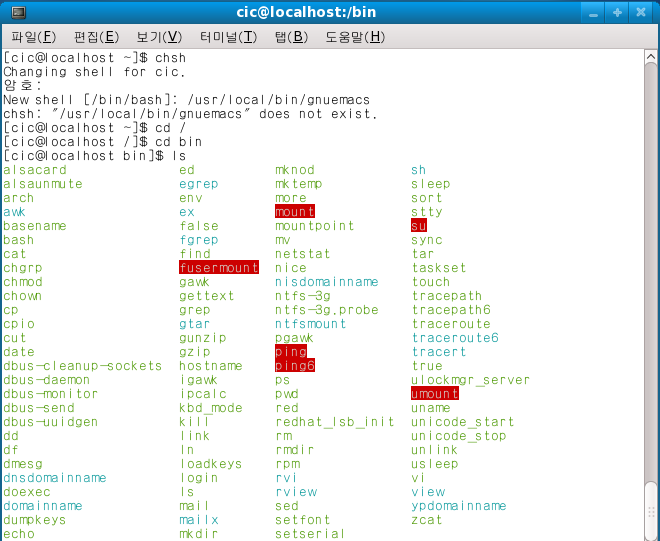 cic@localhost:/bin
파일(F) 편집(E) 보기(V) 터미널(T) 탭(B) 도움말(H)
[cic@localhost ~]$ chsh
Changing shell for cic.
암호:
New shell [/bin/bash]: /usr/local/bin/gnuemacs
chsh: "/usr/local/bin/gnuemacs" does not exist.
[cic@localhost ~]$ cd /
[cic@localhost /]$ cd bin
[cic@localhost bin]$ ls
alsacard ed mknod sh
alsaunmute egrep mktemp sleep
arch env more sort
awk ex mount stty
basename false mountpoint su
bash fgrep mv sync
cat find netstat tar
chgrp fusermount nice taskset
chmod gawk nisdomainname touch
chown gettext ntfs-3g tracepath
cp grep ntfs-3g.probe tracepath6
cpio gtar ntfsmount traceroute
cut gunzip pgawk traceroute6
date gzip ping tracert
dbus-cleanup-sockets hostname ping6 true
dbus-daemon igawk ps ulockmgr_server
dbus-monitor ipcalc pwd umount
dbus-send kbd_mode red uname
dbus-uuidgen kill redhat_lsb_init unicode_start
dd link rm unicode_stop
df ln rmdir unlink
dmesg loadkeys rpm usleep
dnsdomainname login rvi vi
doexec ls rview view
domainname mail sed ypdomainname
dumpkeys mailx setfont zcat
echo mkdir setserial